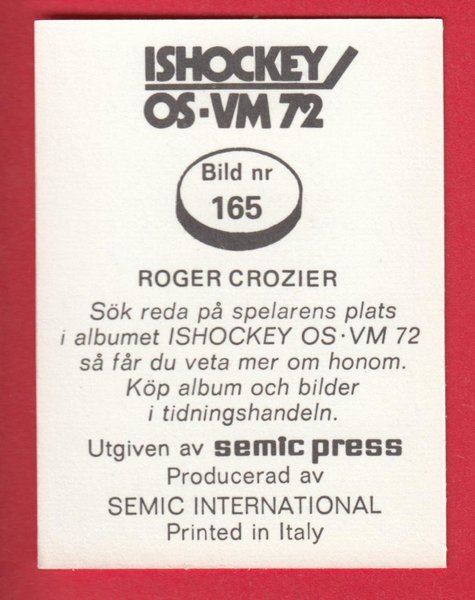 ISHOCKEY
OS·VM 72
Bild nr
165
ROGER CROZIER
Sök reda på spelarens plats
i albumet ISHOCKEY OS·VM 72
så får du veta mer om honom.
Köp album och bilder
i tidningshandeln.
Utgiven av semic press
Producerad av
SEMIC INTERNATIONAL
Printed in Italy